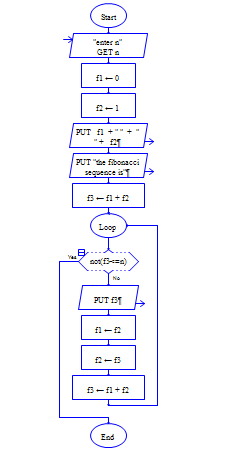 Start
"enter n"
GET n
f1 ← 0
f2 ← 1
PUT f1 + " " + "
" + f2¶
PUT "the fibonacci
sequence is"¶
f3 ← f1 + f2
Loop
Yes
not(f3<=n)
No
PUT f3¶
f1 ← f2
f2 ← f3
f3 ← f1 + f2
End